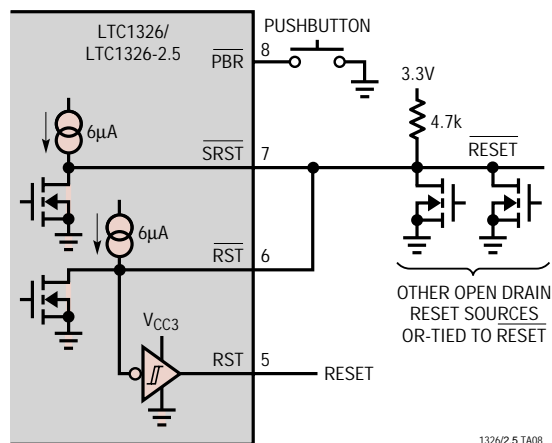 LTC1326/
LTC1326-2.5
PUSHBUTTON
PBR
8
3.3V
4.7k
6µA
SRST
7
RESET
6µA
RST
6
OTHER OPEN DRAIN
RESET SOURCES
OR-TIED TO RESET
VCC3
RST
5
RESET
1326/2.5 TA08